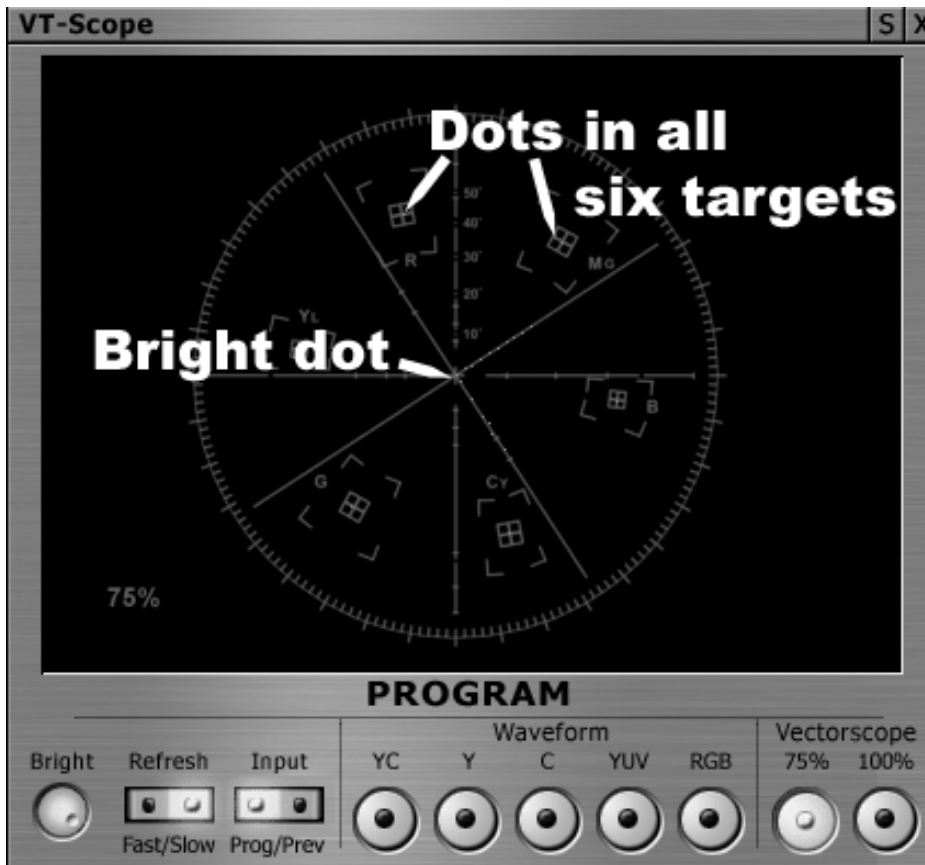 VT-Scope S X
Dots in all
six targets
50°
40°
30°
20°
10°
R
MG
YL
Bright dot
B
G
CY
75%
PROGRAM
Waveform Vectorscope
Bright Refresh Input YC Y C YUV RGB 75% 100%
Fast/Slow Prog/Prev